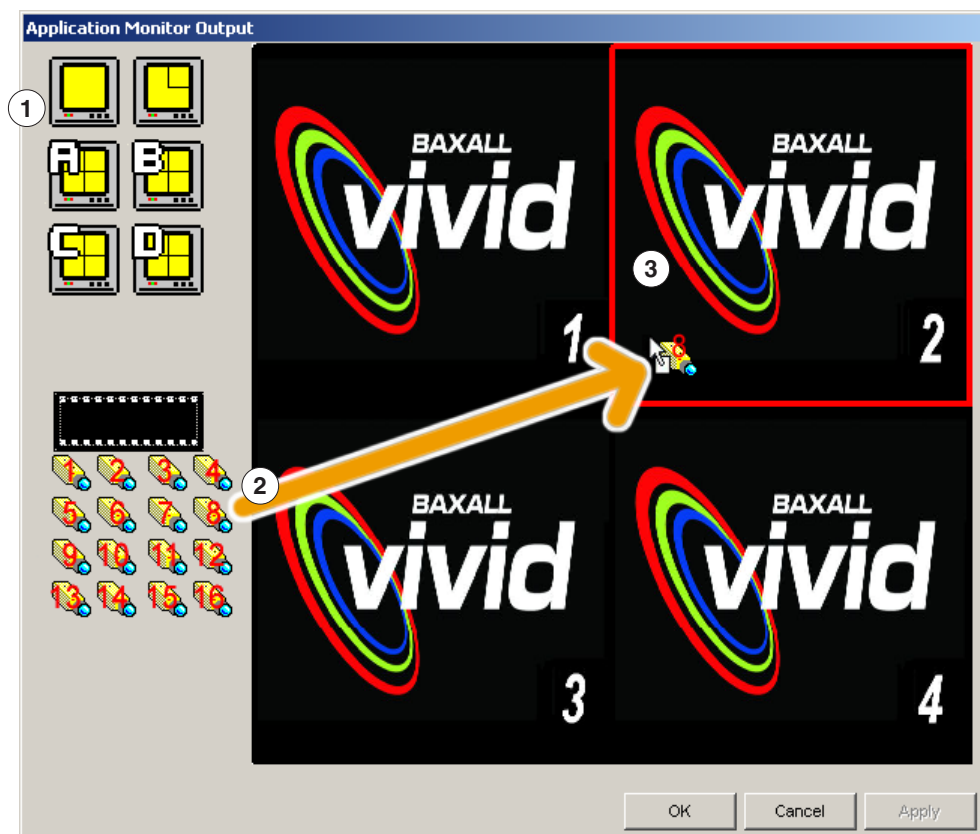 Application Monitor Output
1
A B
C D
BAXALL
vivid
1
BAXALL
vivid
3
2
8
1 2 3 4
5 6 7 8
9 10 11 12
13 14 15 16
2
BAXALL
vivid
3
BAXALL
vivid
4
OK Cancel Apply